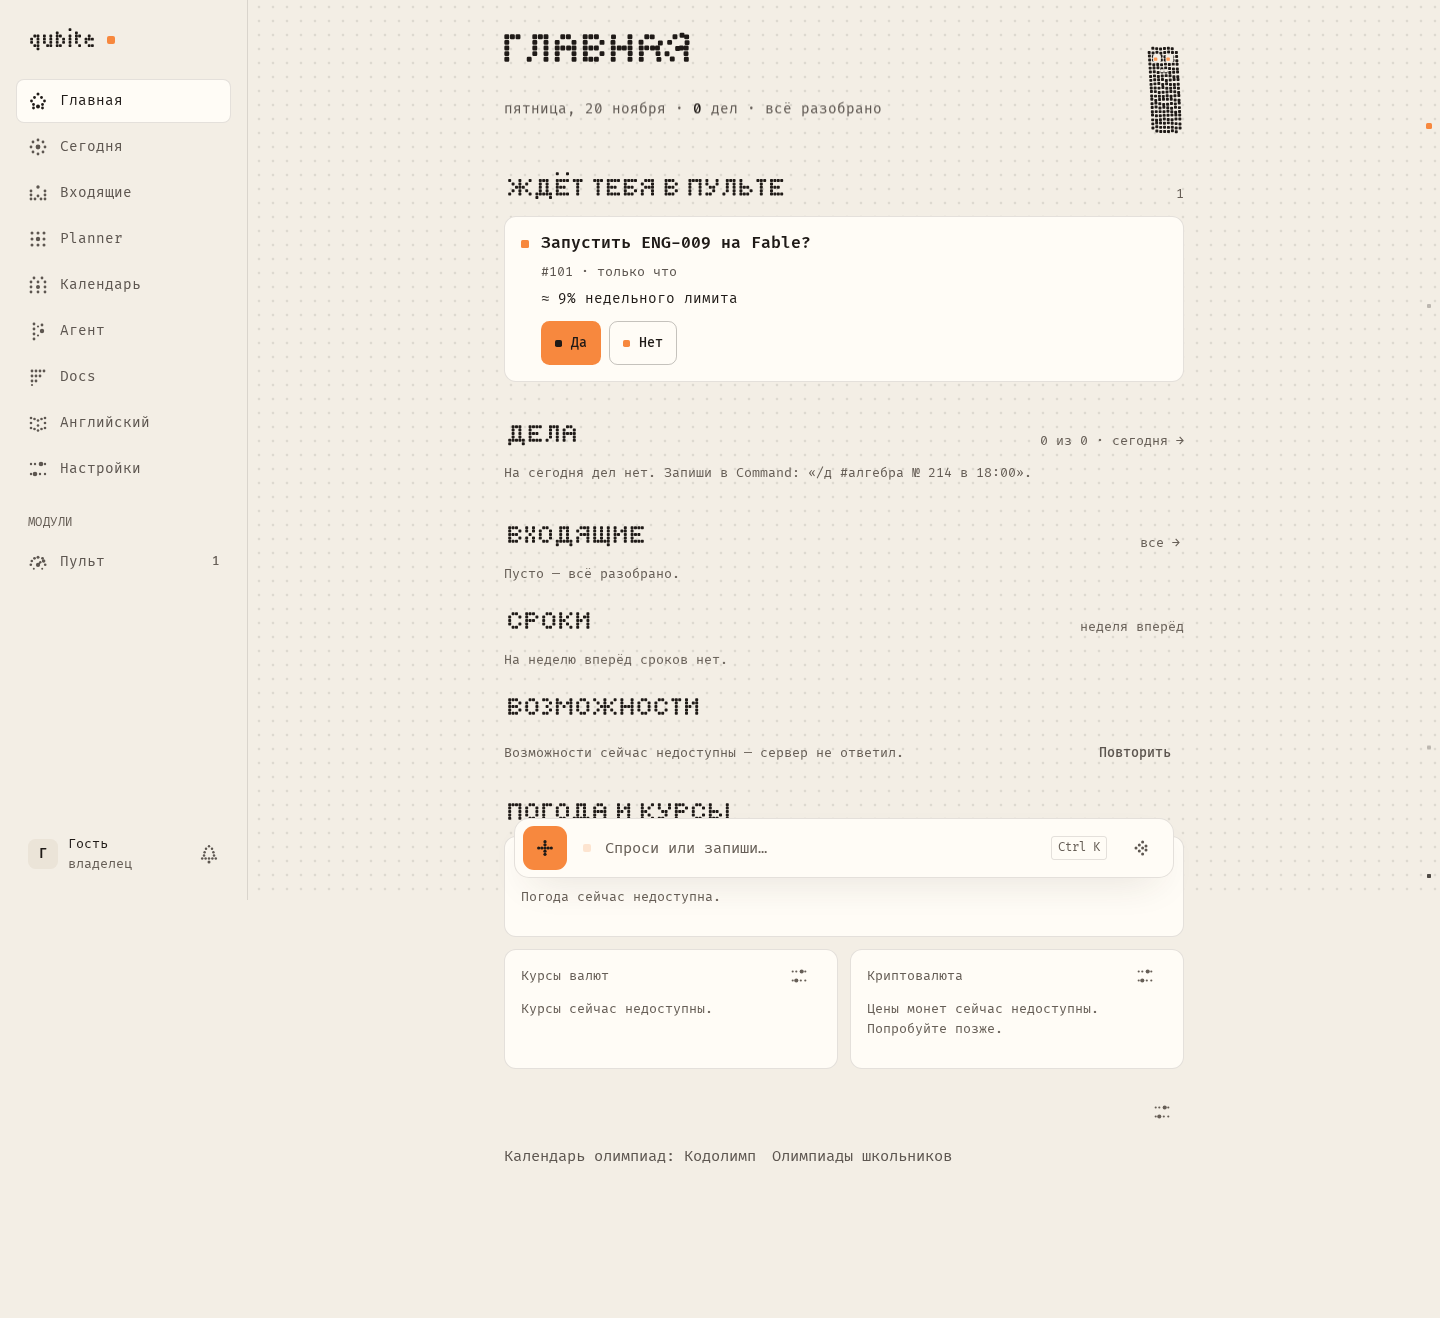 qubite
Главная
Сегодня
Входящие
Planner
Календарь
Агент
Docs
Английский
Настройки
МОДУЛИ
Пульт 1
Г
Гость
владелец
ГЛАВНАЯ
пятница, 20 ноября · 0 дел · всё разобрано
ЖДЁТ ТЕБЯ В ПУЛЬТЕ 1
Запустить ENG-009 на Fable?
#101 · только что
≈ 9% недельного лимита
Да Нет
ДЕЛА 0 из 0 · сегодня →
На сегодня дел нет. Запиши в Command: «/д #алгебра № 214 в 18:00».
ВХОДЯЩИЕ все →
Пусто — всё разобрано.
СРОКИ неделя вперёд
На неделю вперёд сроков нет.
ВОЗМОЖНОСТИ
Возможности сейчас недоступны — сервер не ответил. Повторить
ПОГОДА И КУРСЫ
Спроси или запиши… Ctrl K
Погода сейчас недоступна.
Курсы валют
Курсы сейчас недоступны.
Криптовалюта
Цены монет сейчас недоступны.
Попробуйте позже.
Календарь олимпиад: Кодолимп Олимпиады школьников